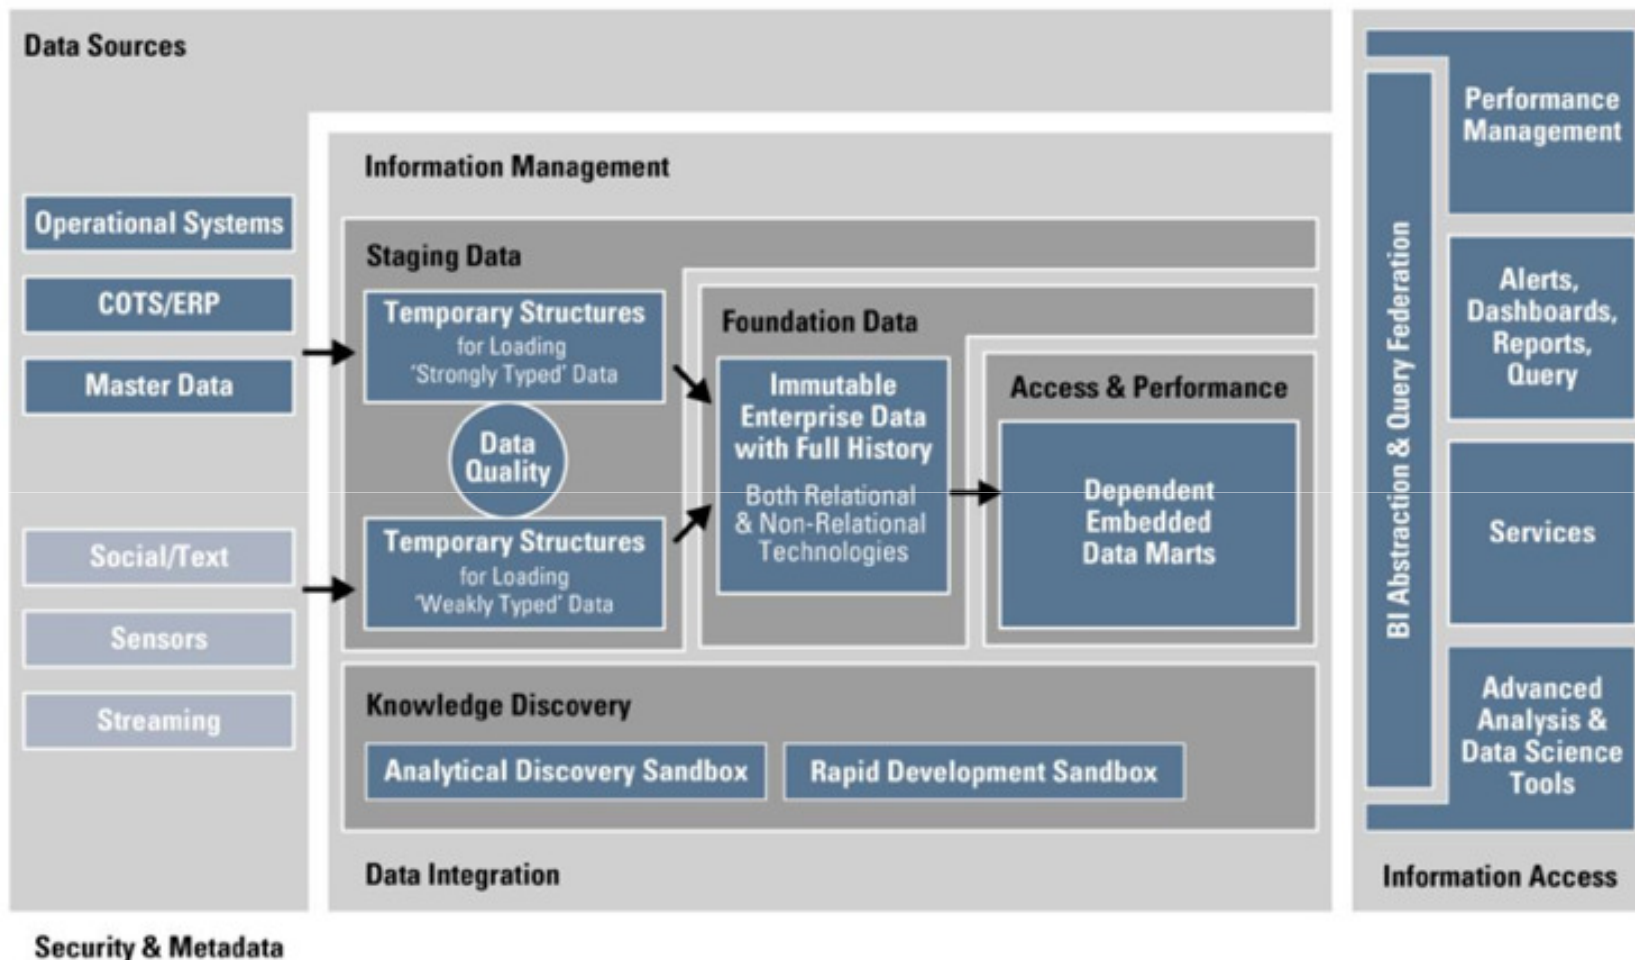 Data Sources
Operational Systems
COTS/ERP
Master Data
Social/Text
Sensors
Streaming
Information Management
Staging Data
Temporary Structures
for Loading
'Strongly Typed' Data
Data
Quality
Temporary Structures
for Loading
'Weakly Typed' Data
Foundation Data
Immutable
Enterprise Data
with Full History
Both Relational
& Non-Relational
Technologies
Access & Performance
Dependent
Embedded
Data Marts
Knowledge Discovery
Analytical Discovery Sandbox
Rapid Development Sandbox
Data Integration
BI Abstraction & Query Federation
Performance
Management
Alerts,
Dashboards,
Reports,
Query
Services
Advanced
Analysis &
Data Science
Tools
Information Access
Security & Metadata